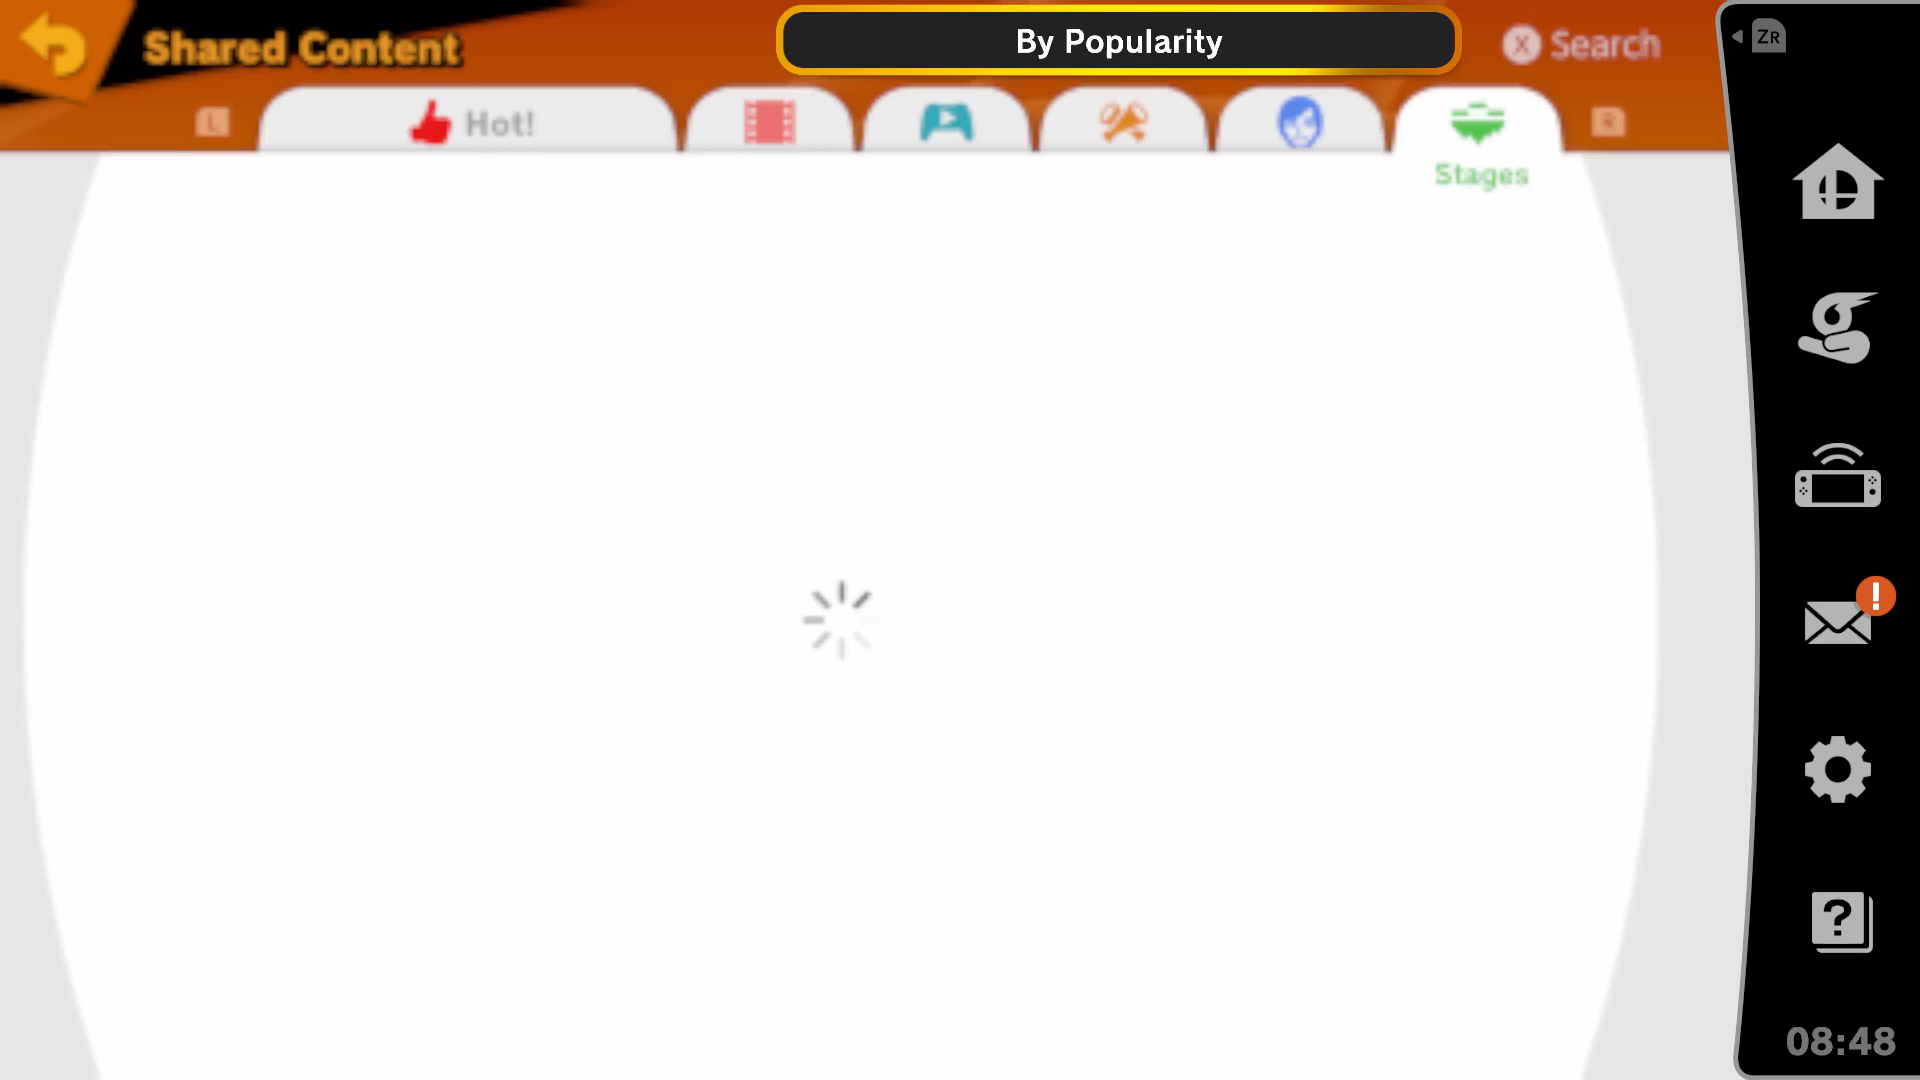 Shared Content
By Popularity
X Search
ZR
L
Hot!
R
Stages
!
?
08:48